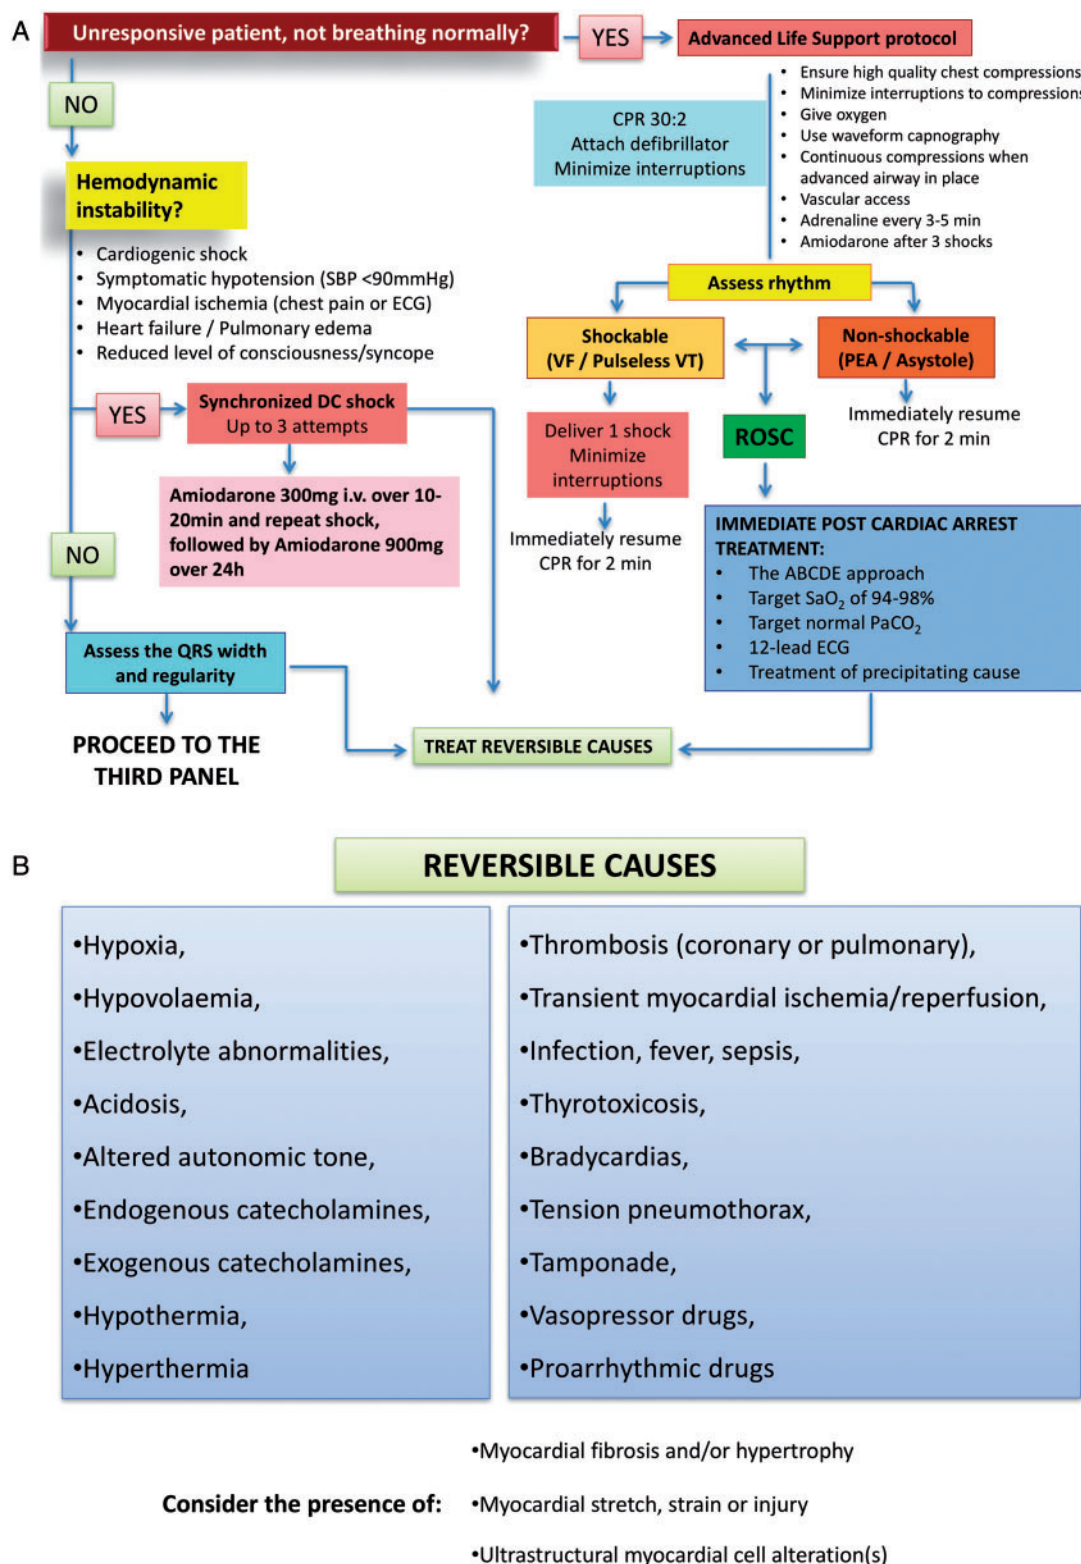 A
Unresponsive patient, not breathing normally?
YES
Advanced Life Support protocol
• Ensure high quality chest compressions
• Minimize interruptions to compressions
• Give oxygen
• Use waveform capnography
• Continuous compressions when
advanced airway in place
• Vascular access
• Adrenaline every 3-5 min
• Amiodarone after 3 shocks
CPR 30:2
Attach defibrillator
Minimize interruptions
NO
Hemodynamic
instability?
• Cardiogenic shock
• Symptomatic hypotension (SBP <90mmHg)
• Myocardial ischemia (chest pain or ECG)
• Heart failure / Pulmonary edema
• Reduced level of consciousness/syncope
Assess rhythm
Shockable
(VF / Pulseless VT)
Non-shockable
(PEA / Asystole)
YES
Synchronized DC shock
Up to 3 attempts
Deliver 1 shock
Minimize
interruptions
ROSC
Immediately resume
CPR for 2 min
Amiodarone 300mg i.v. over 10-
20min and repeat shock,
followed by Amiodarone 900mg
over 24h
Immediately resume
CPR for 2 min
IMMEDIATE POST CARDIAC ARREST
TREATMENT:
• The ABCDE approach
• Target SaO₂ of 94-98%
• Target normal PaCO₂
• 12-lead ECG
• Treatment of precipitating cause
NO
Assess the QRS width
and regularity
PROCEED TO THE
THIRD PANEL
TREAT REVERSIBLE CAUSES
B
REVERSIBLE CAUSES
•Hypoxia,
•Hypovolaemia,
•Electrolyte abnormalities,
•Acidosis,
•Altered autonomic tone,
•Endogenous catecholamines,
•Exogenous catecholamines,
•Hypothermia,
•Hyperthermia
•Thrombosis (coronary or pulmonary),
•Transient myocardial ischemia/reperfusion,
•Infection, fever, sepsis,
•Thyrotoxicosis,
•Bradycardias,
•Tension pneumothorax,
•Tamponade,
•Vasopressor drugs,
•Proarrhythmic drugs
Consider the presence of:
•Myocardial fibrosis and/or hypertrophy
•Myocardial stretch, strain or injury
•Ultrastructural myocardial cell alteration(s)